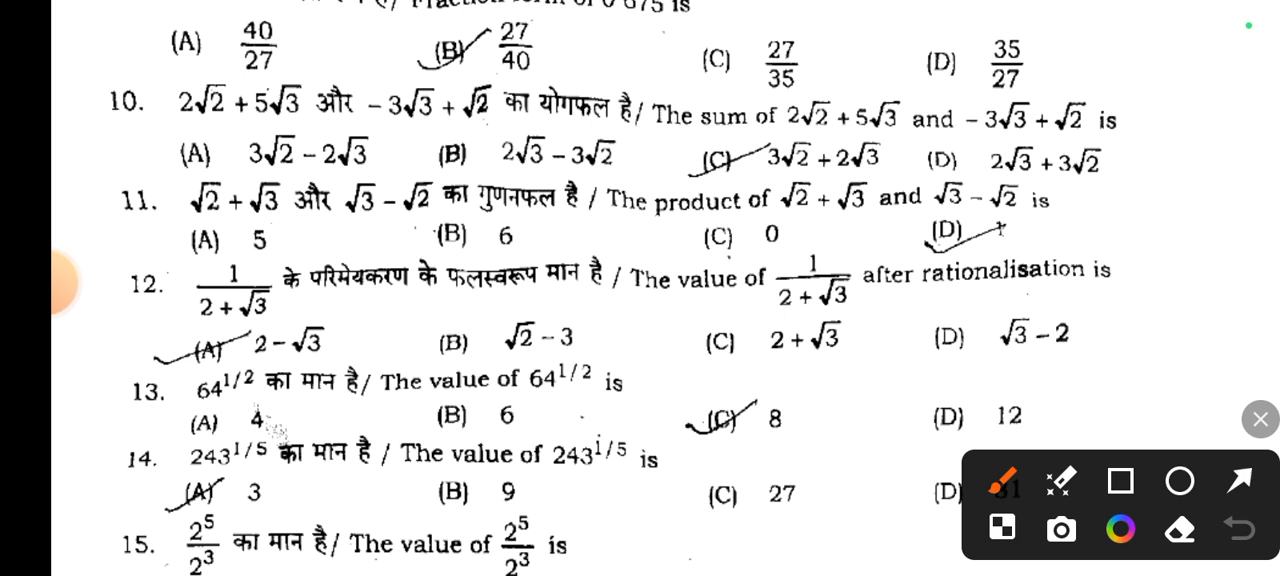 Fraction form of 0.675 is
(A) 40/27 (B) 27/40 (C) 27/35 (D) 35/27
10. 2√2 + 5√3 और - 3√3 + √2 का योगफल है/ The sum of 2√2 + 5√3 and - 3√3 + √2 is
(A) 3√2 - 2√3 (B) 2√3 - 3√2 (C) 3√2 + 2√3 (D) 2√3 + 3√2
11. √2 + √3 और √3 - √2 का गुणनफल है / The product of √2 + √3 and √3 - √2 is
(A) 5 (B) 6 (C) 0 (D) 1
12. 1/(2 + √3) के परिमेयकरण के फलस्वरूप मान है / The value of 1/(2 + √3) after rationalisation is
(A) 2 - √3 (B) √2 - 3 (C) 2 + √3 (D) √3 - 2
13. 64^1/2 का मान है/ The value of 64^1/2 is
(A) 4 (B) 6 (C) 8 (D) 12
14. 243^1/5 का मान है / The value of 243^1/5 is
(A) 3 (B) 9 (C) 27 (D) 81
15. 2^5/2^3 का मान है/ The value of 2^5/2^3 is